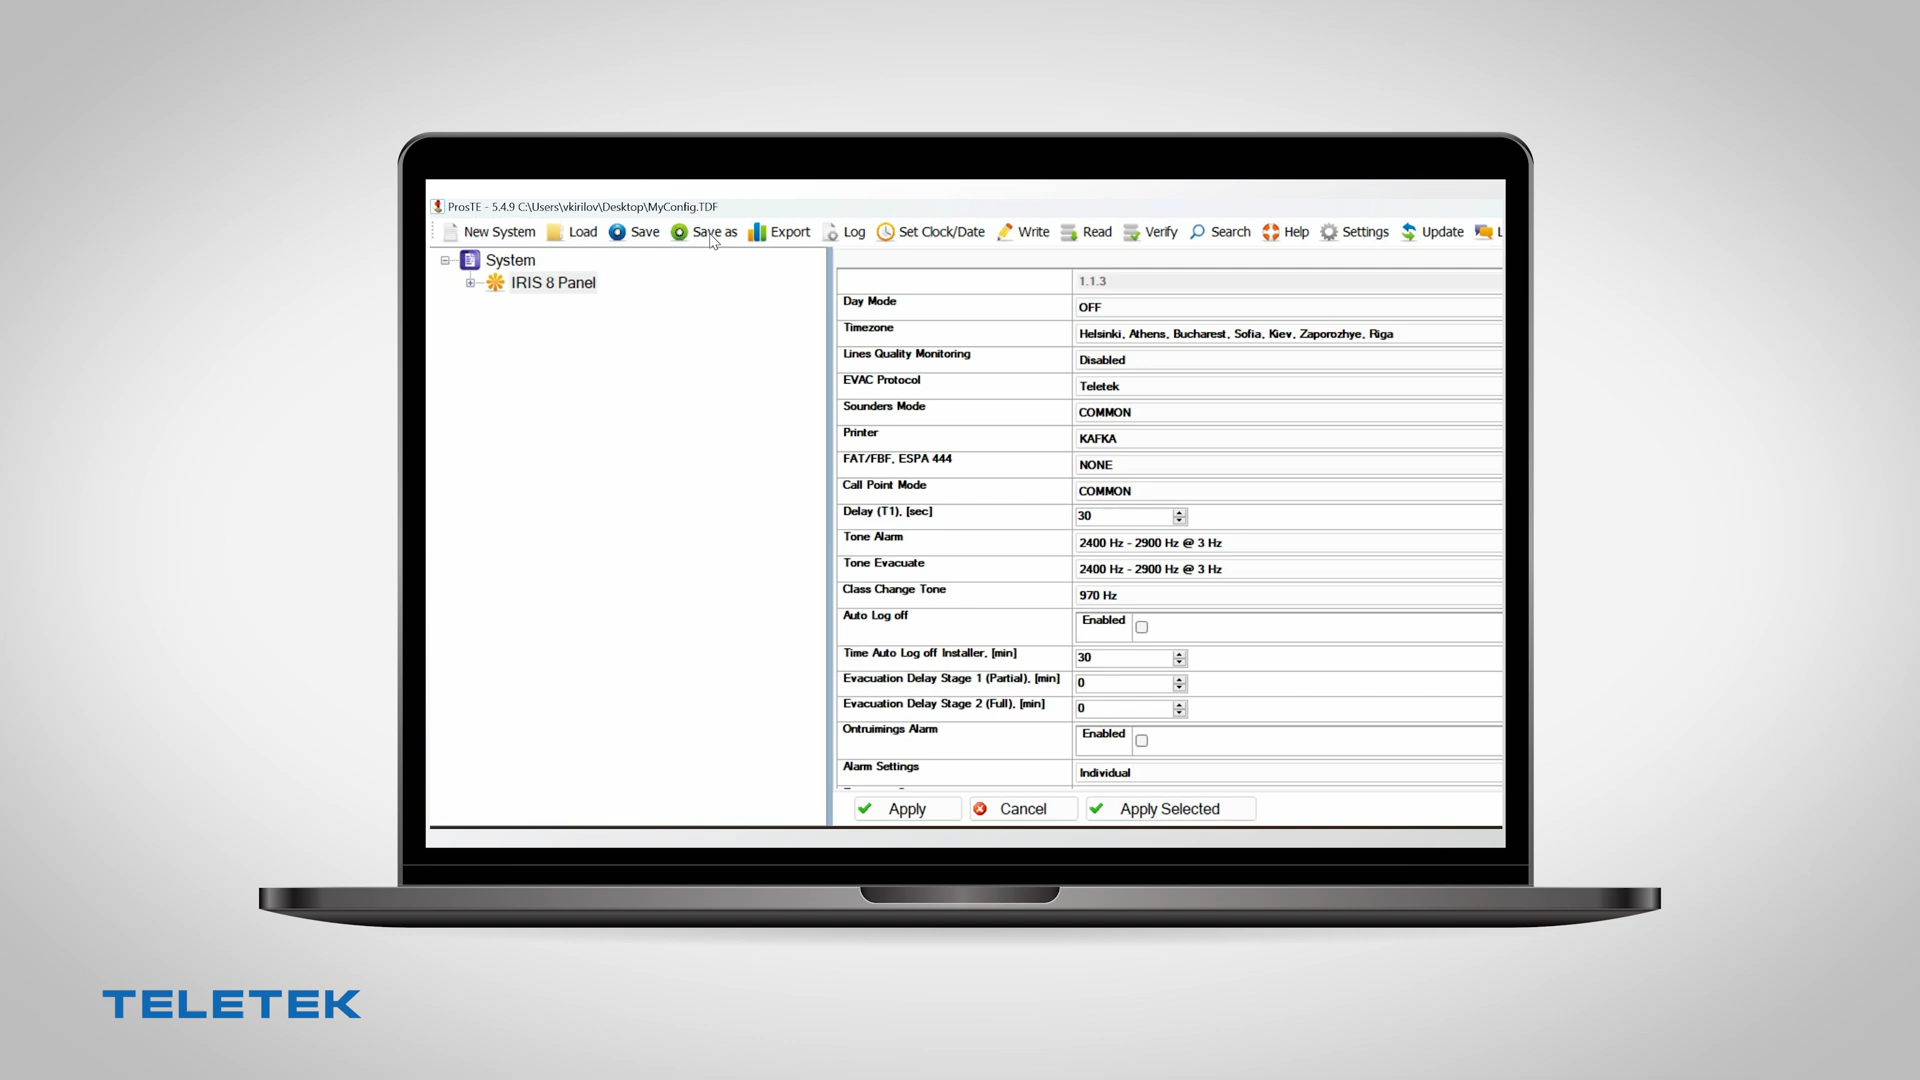 ProsTE - 5.4.9 C:\Users\vkirilov\Desktop\MyConfig.TDF
New System Load Save Save as Export Log Set Clock/Date Write Read Verify Search Help Settings Update L
System
IRIS 8 Panel
1.1.3
Day Mode OFF
Timezone Helsinki, Athens, Bucharest, Sofia, Kiev, Zaporozhye, Riga
Lines Quality Monitoring Disabled
EVAC Protocol Teletek
Sounders Mode COMMON
Printer KAFKA
FAT/FBF, ESPA 444 NONE
Call Point Mode COMMON
Delay (T1), [sec] 30
Tone Alarm 2400 Hz - 2900 Hz @ 3 Hz
Tone Evacuate 2400 Hz - 2900 Hz @ 3 Hz
Class Change Tone 970 Hz
Auto Log off Enabled
Time Auto Log off Installer, [min] 30
Evacuation Delay Stage 1 (Partial), [min] 0
Evacuation Delay Stage 2 (Full), [min] 0
Ontruimings Alarm Enabled
Alarm Settings Individual
Apply Cancel Apply Selected
TELETEK